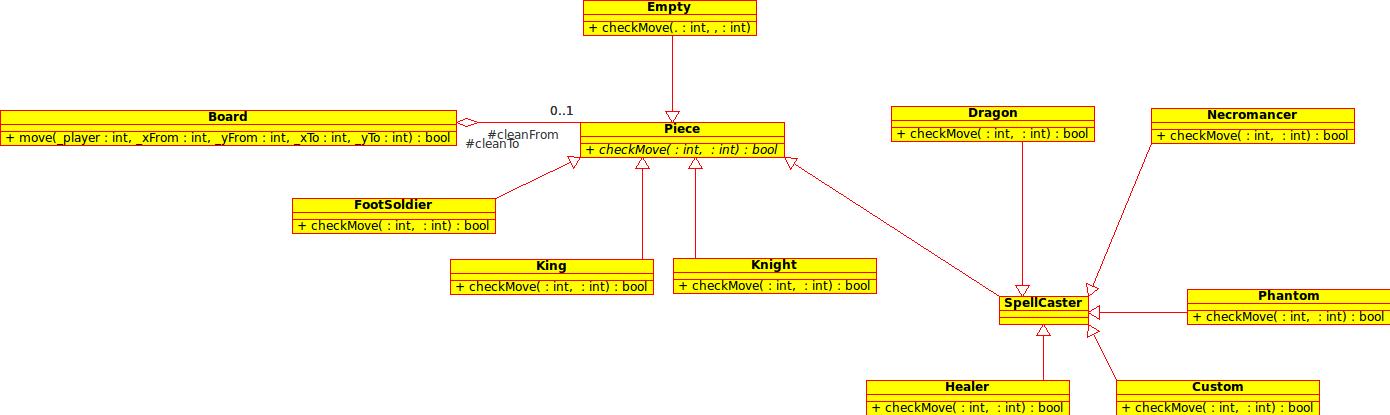 Empty
+ checkMove(. : int, , : int)
Board
+ move(_player : int, _xFrom : int, _yFrom : int, _xTo : int, _yTo : int) : bool
0..1
#cleanFrom
#cleanTo
Piece
+ checkMove( : int,  : int) : bool
Dragon
+ checkMove( : int,  : int) : bool
Necromancer
+ checkMove( : int,  : int) : bool
FootSoldier
+ checkMove( : int,  : int) : bool
King
+ checkMove( : int,  : int) : bool
Knight
+ checkMove( : int,  : int) : bool
SpellCaster
Phantom
+ checkMove( : int,  : int) : bool
Healer
+ checkMove( : int,  : int) : bool
Custom
+ checkMove( : int,  : int) : bool